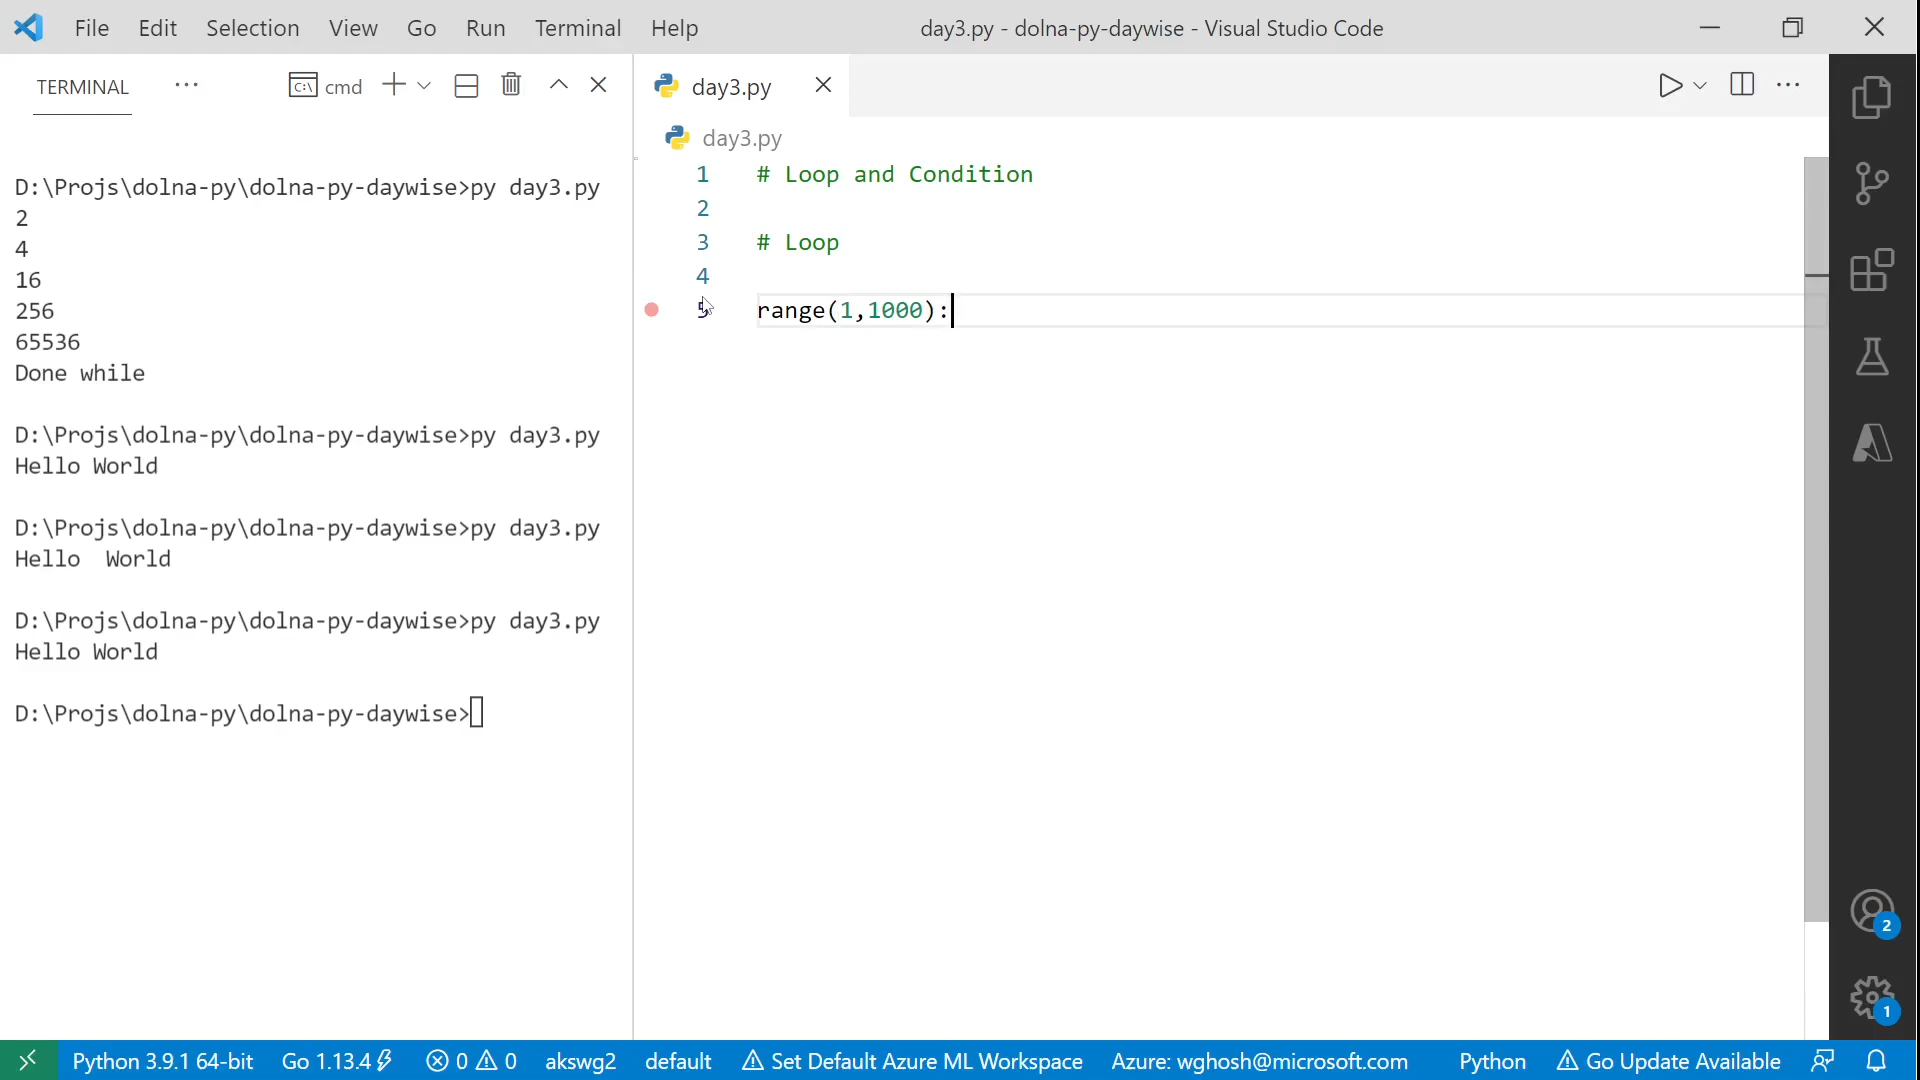 File Edit Selection View Go Run Terminal Help
day3.py - dolna-py-daywise - Visual Studio Code
TERMINAL
cmd
D:\Projs\dolna-py\dolna-py-daywise>py day3.py
2
4
16
256
65536
Done while
D:\Projs\dolna-py\dolna-py-daywise>py day3.py
Hello World
D:\Projs\dolna-py\dolna-py-daywise>py day3.py
Hello  World
D:\Projs\dolna-py\dolna-py-daywise>py day3.py
Hello World
D:\Projs\dolna-py\dolna-py-daywise>
day3.py
day3.py
1 # Loop and Condition
2
3 # Loop
4
5 range(1,1000):
2
1
Python 3.9.1 64-bit Go 1.13.4 0 0 akswg2 default Set Default Azure ML Workspace Azure: wghosh@microsoft.com Python Go Update Available